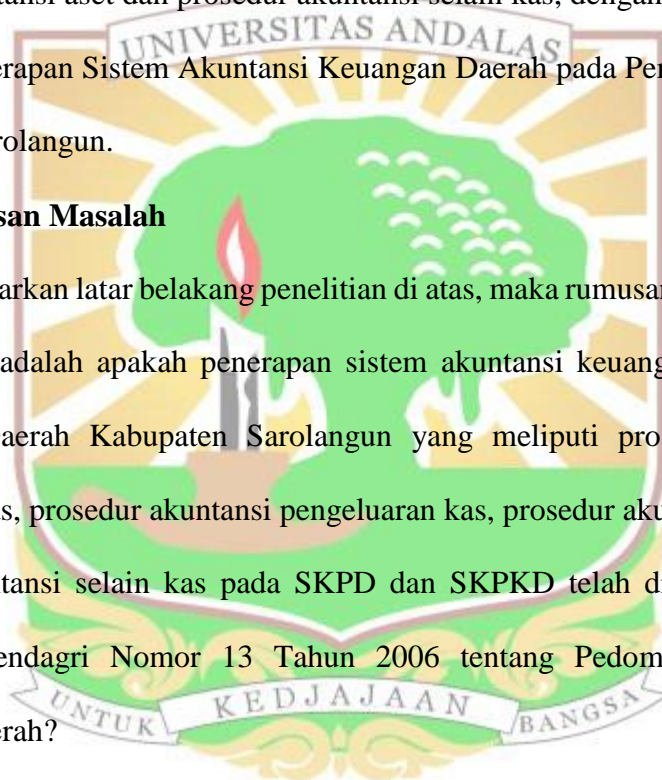 tansi aset dan prosedur akuntansi selain kas, dengan
UNIVERSITAS ANDALAS
erapan Sistem Akuntansi Keuangan Daerah pada Per
rolangun.
san Masalah
arkan latar belakang penelitian di atas, maka rumusan
adalah apakah penerapan sistem akuntansi keuang
aerah Kabupaten Sarolangun yang meliputi pro
as, prosedur akuntansi pengeluaran kas, prosedur aku
ntansi selain kas pada SKPD dan SKPKD telah di
endagri Nomor 13 Tahun 2006 tentang Pedom
UNTUK KEDJAJAAN BANGSA
erah?